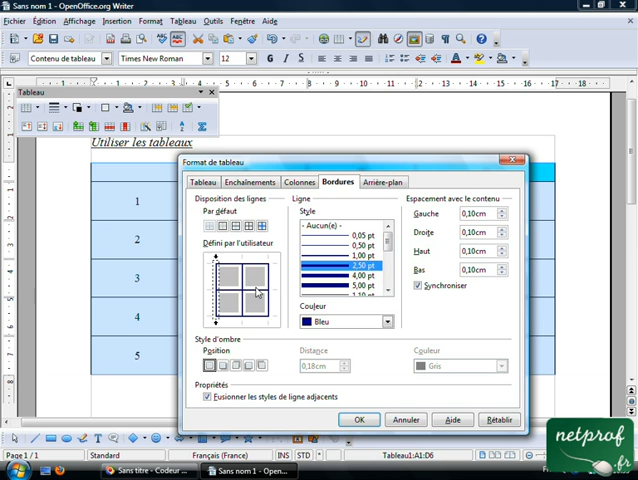 Sans nom 1 - OpenOffice.org Writer
Fichier Édition Affichage Insertion Format Tableau Outils Fenêtre Aide
Contenu de tableau Times New Roman 12 G I S
Tableau
Utiliser les tableaux
1
2
3
4
5
Format de tableau
Tableau Enchaînements Colonnes Bordures Arrière-plan
Disposition des lignes
Par défaut
Défini par l'utilisateur
Ligne
Style
- Aucun(e) -
0,05 pt
0,50 pt
1,00 pt
2,50 pt
4,00 pt
5,00 pt
1,10 pt
Couleur
Bleu
Espacement avec le contenu
Gauche 0,10cm
Droite 0,10cm
Haut 0,10cm
Bas 0,10cm
Synchroniser
Style d'ombre
Position
Distance
0,18cm
Couleur
Gris
Propriétés
Fusionner les styles de ligne adjacents
OK Annuler Aide Rétablir
Page 1 / 1 Standard Français (France) INS STD * Tableau1:A1:D6
Sans titre - Codeur ... Sans nom 1 - Open...
netprof
.fr